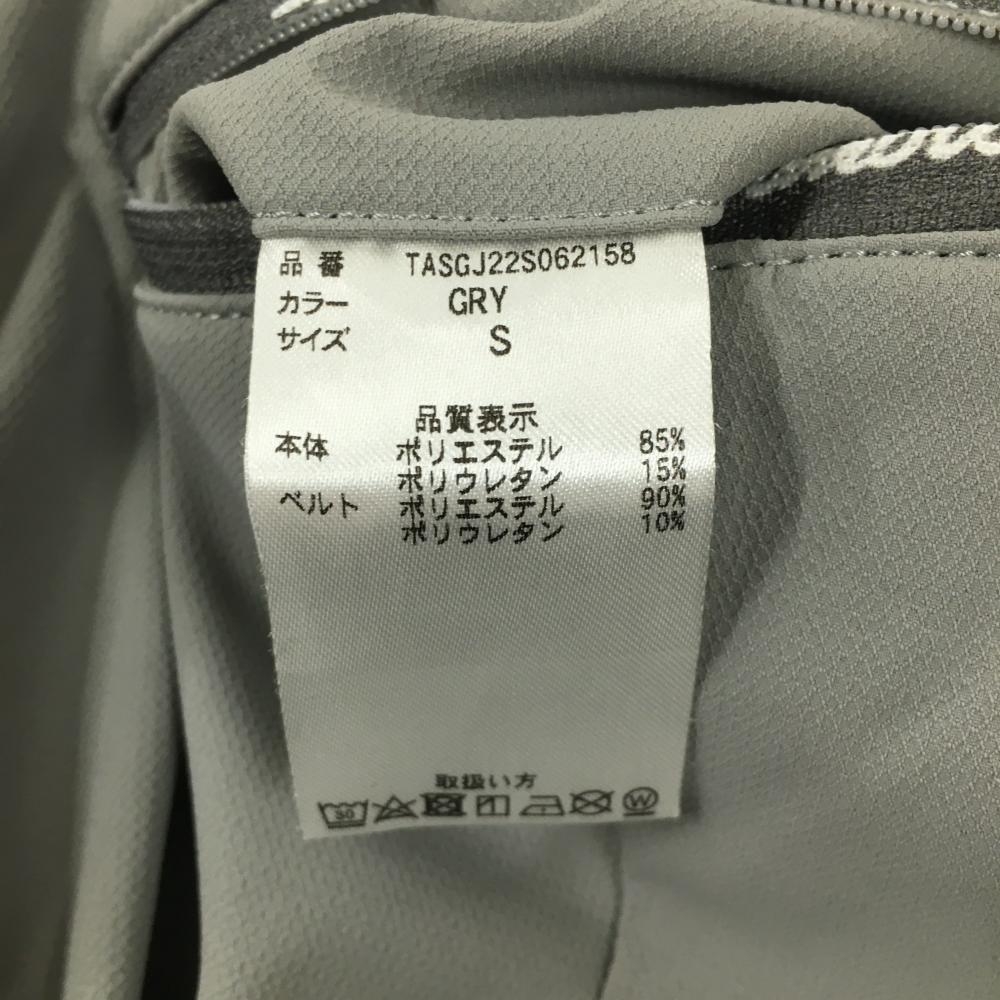 品 番 TASGJ22S062158
カラー GRY
サイズ S
品質表示
本体 ポリエステル 85%
ポリウレタン 15%
ベルト ポリエステル 90%
ポリウレタン 10%
取扱い方
30 W